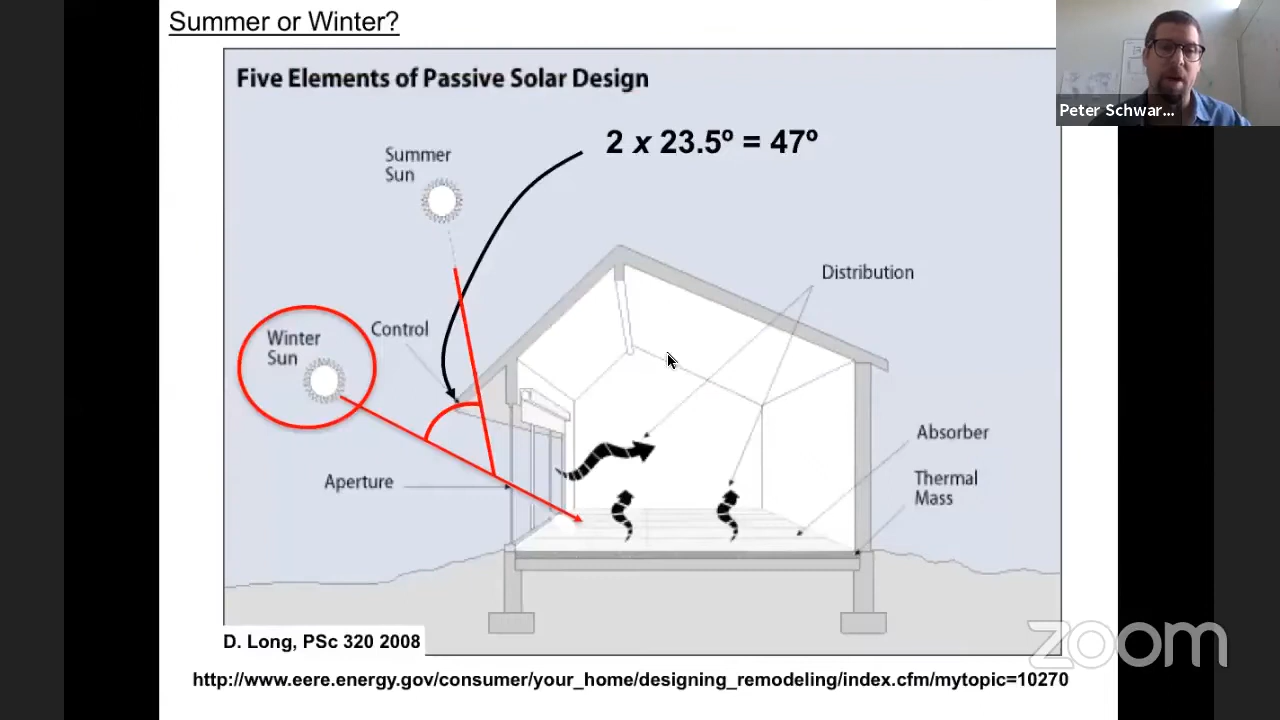 Summer or Winter?
Five Elements of Passive Solar Design
Peter Schwar...
2 x 23.5º = 47º
Summer
Sun
Distribution
Winter
Sun
Control
Absorber
Aperture
Thermal
Mass
D. Long, PSc 320 2008
zoom
http://www.eere.energy.gov/consumer/your_home/designing_remodeling/index.cfm/mytopic=10270